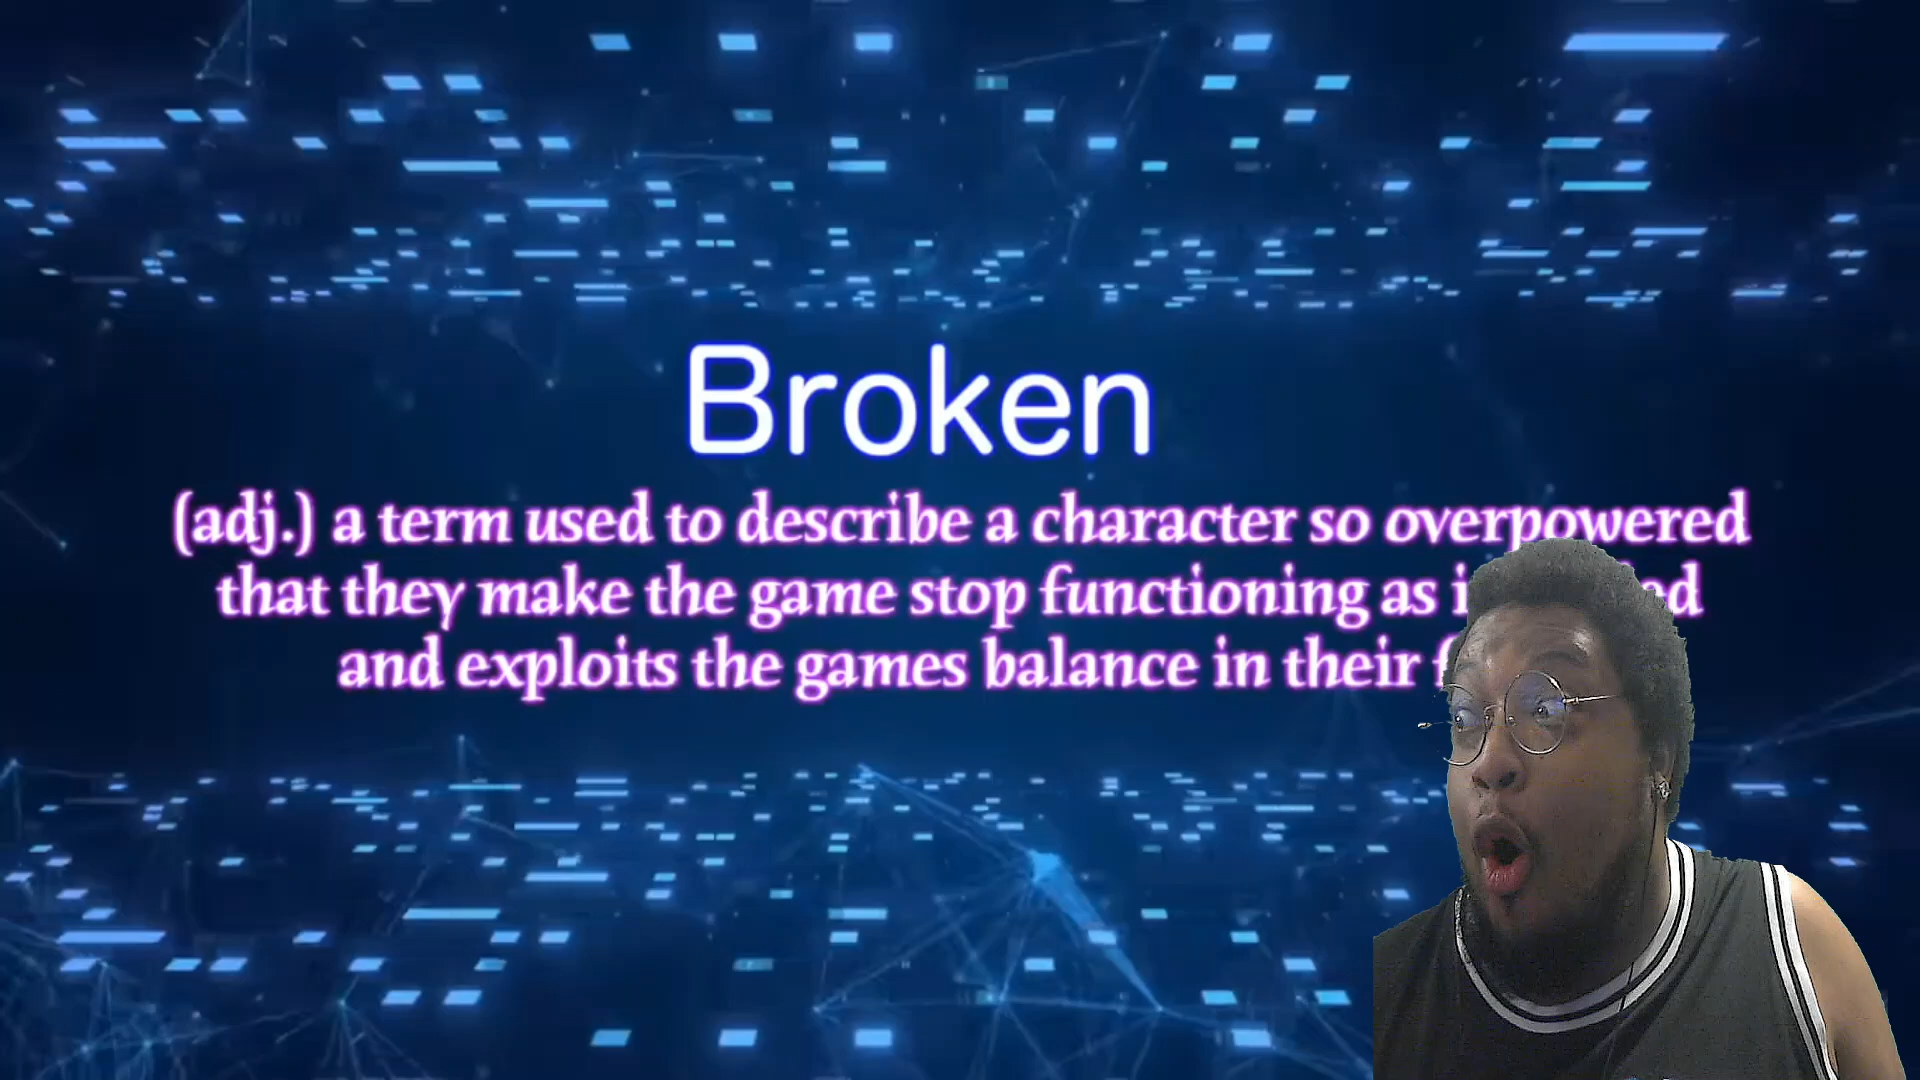 Broken
(adj.) a term used to describe a character so overpowered
that they make the game stop functioning as
and exploits the games balance in their